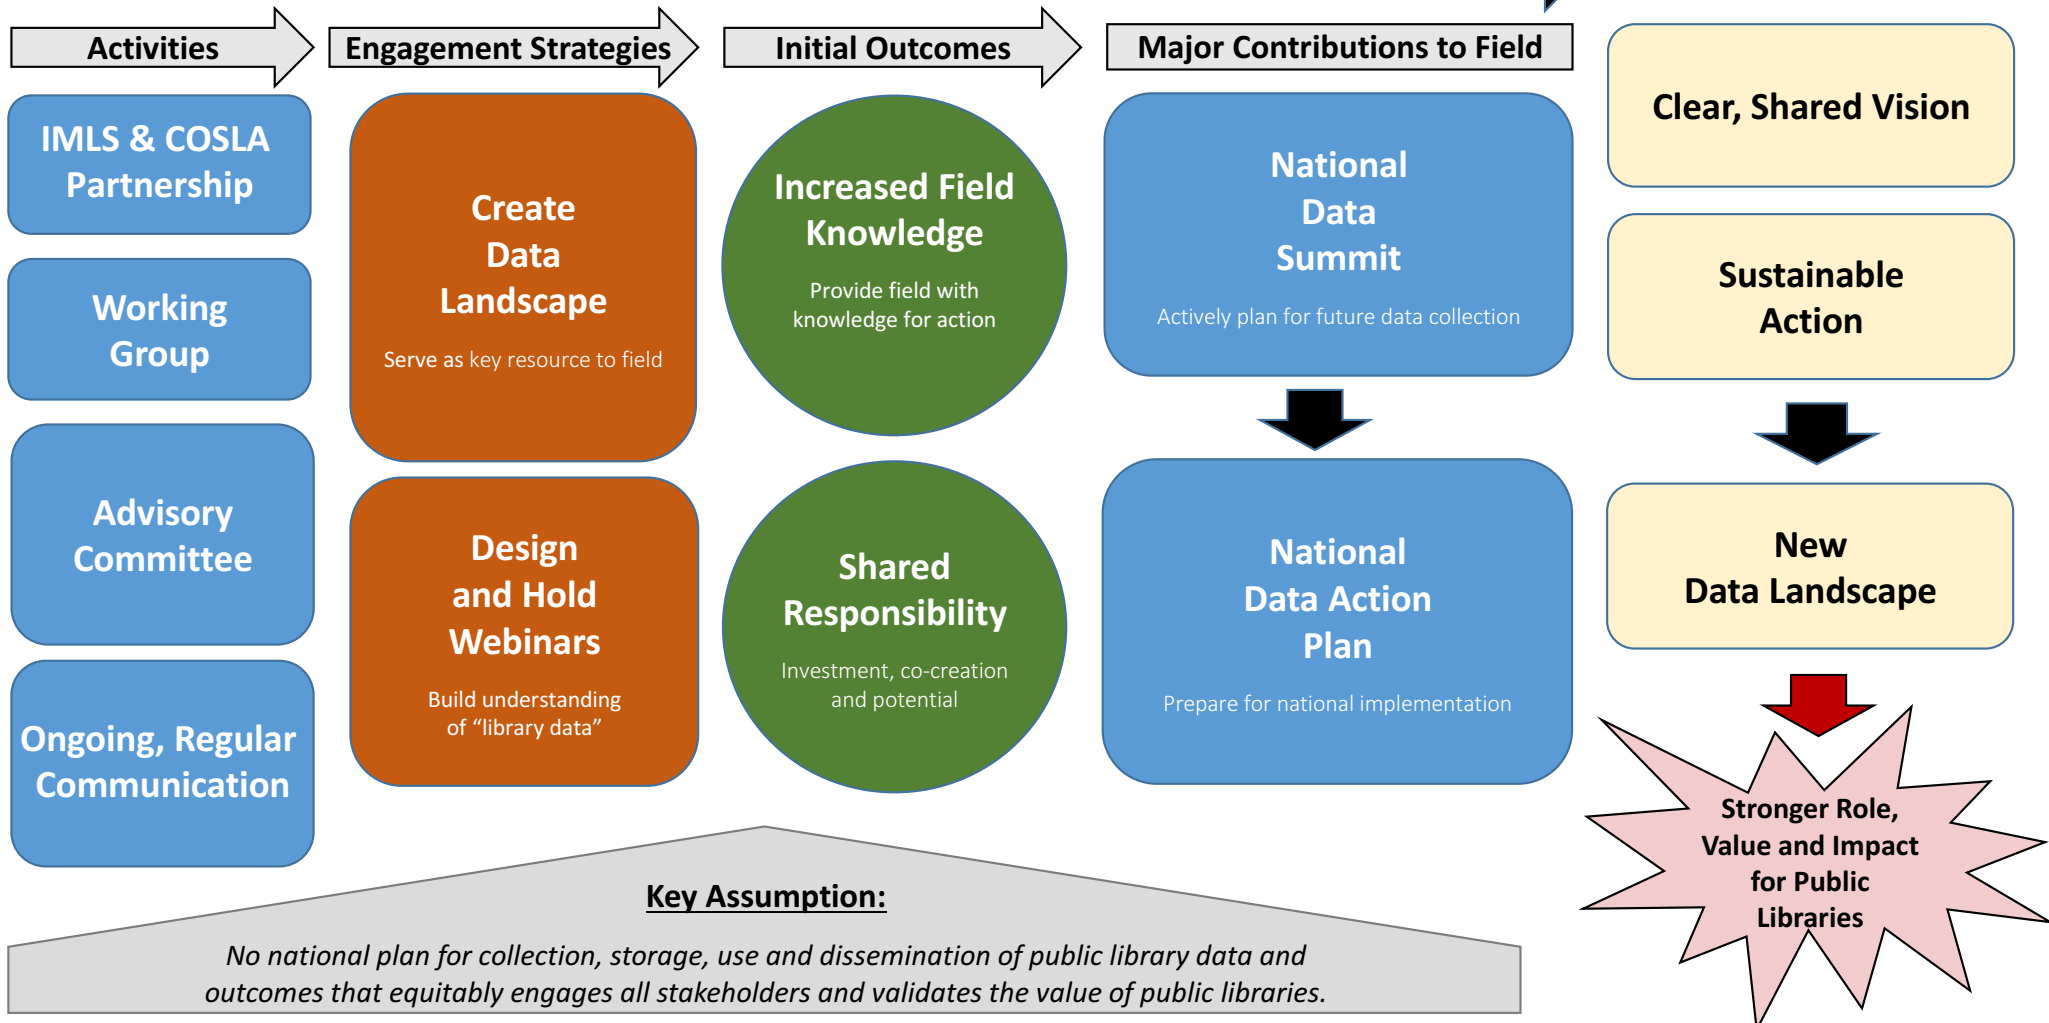 Activities
Engagement Strategies
Initial Outcomes
Major Contributions to Field
IMLS & COSLA
Partnership
Working
Group
Advisory
Committee
Ongoing, Regular
Communication
Create
Data
Landscape
Serve as key resource to field
Design
and Hold
Webinars
Build understanding
of “library data”
Increased Field
Knowledge
Provide field with
knowledge for action
Shared
Responsibility
Investment, co-creation
and potential
National
Data
Summit
Actively plan for future data collection
National
Data Action
Plan
Prepare for national implementation
Clear, Shared Vision
Sustainable
Action
New
Data Landscape
Stronger Role,
Value and Impact
for Public
Libraries
Key Assumption:
No national plan for collection, storage, use and dissemination of public library data and
outcomes that equitably engages all stakeholders and validates the value of public libraries.